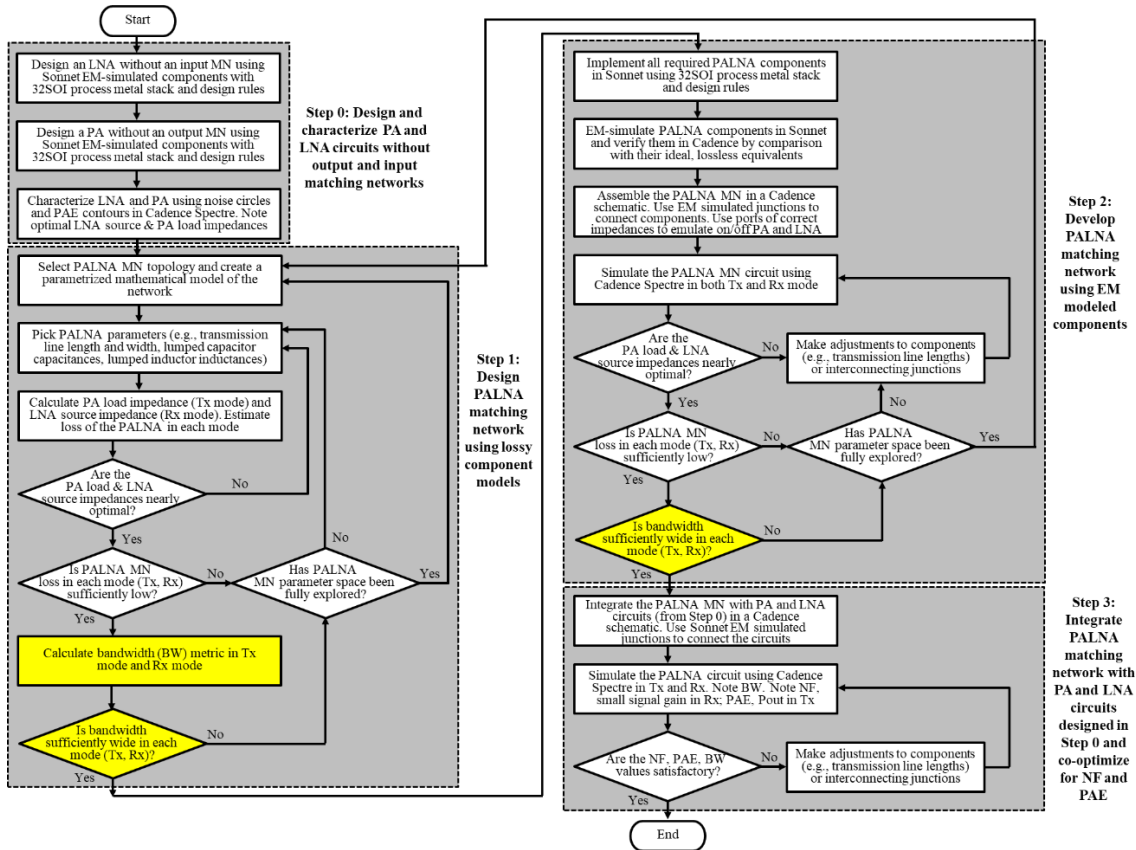 Start
Design an LNA without an input MN using
Sonnet EM-simulated components with
32SOI process metal stack and design rules
Design a PA without an output MN using
Sonnet EM-simulated components with
32SOI process metal stack and design rules
Characterize LNA and PA using noise circles
and PAE contours in Cadence Spectre. Note
optimal LNA source & PA load impedances
Step 0: Design and
characterize PA and
LNA circuits without
output and input
matching networks
Select PALNA MN topology and create a
parametrized mathematical model of the
network
Pick PALNA parameters (e.g., transmission
line length and width, lumped capacitor
capacitances, lumped inductor inductances)
Calculate PA load impedance (Tx mode) and
LNA source impedance (Rx mode). Estimate
loss of the PALNA in each mode
Are the
PA load & LNA
source impedances nearly
optimal?
No
Yes
Is PALNA MN
loss in each mode (Tx, Rx)
sufficiently low?
No
Yes
Has PALNA
MN parameter space been
fully explored?
No
Yes
Calculate bandwidth (BW) metric in Tx
mode and Rx mode
Is bandwidth
sufficiently wide in each
mode (Tx, Rx)?
No
Yes
Step 1:
Design
PALNA
matching
network
using lossy
component
models
Implement all required PALNA components
in Sonnet using 32SOI process metal stack
and design rules
EM-simulate PALNA components in Sonnet
and verify them in Cadence by comparison
with their ideal, lossless equivalents
Assemble the PALNA MN in a Cadence
schematic. Use EM simulated junctions to
connect components. Use ports of correct
impedances to emulate on/off PA and LNA
Simulate the PALNA MN circuit using
Cadence Spectre in both Tx and Rx mode
Are the
PA load & LNA
source impedances nearly
optimal?
No
Yes
Make adjustments to components
(e.g., transmission line lengths)
or interconnecting junctions
Is PALNA MN
loss in each mode (Tx, Rx)
sufficiently low?
No
Yes
Has PALNA
MN parameter space been
fully explored?
No
Yes
Is bandwidth
sufficiently wide in each
mode (Tx, Rx)?
No
Yes
Step 2:
Develop
PALNA
matching
network
using EM
modeled
components
Integrate the PALNA MN with PA and LNA
circuits (from Step 0) in a Cadence
schematic. Use Sonnet EM simulated
junctions to connect the circuits
Simulate the PALNA circuit using Cadence
Spectre in Tx and Rx. Note BW. Note NF,
small signal gain in Rx; PAE, Pout in Tx
Are the NF, PAE, BW
values satisfactory?
No
Yes
Make adjustments to components
(e.g., transmission line lengths)
or interconnecting junctions
Step 3:
Integrate
PALNA
matching
network with
PA and LNA
circuits
designed in
Step 0 and
co-optimize
for NF and
PAE
End